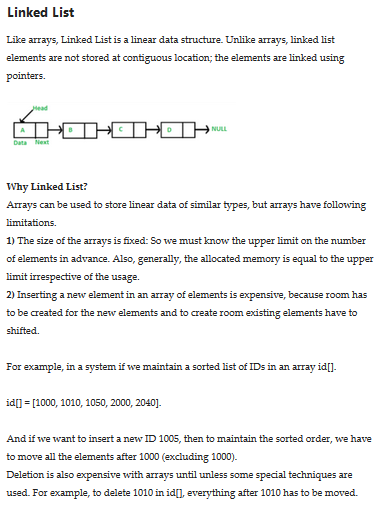 Linked List
Like arrays, Linked List is a linear data structure. Unlike arrays, linked list
elements are not stored at contiguous location; the elements are linked using
pointers.
Head
A B C D NULL
Data Next
Why Linked List?
Arrays can be used to store linear data of similar types, but arrays have following
limitations.
1) The size of the arrays is fixed: So we must know the upper limit on the number
of elements in advance. Also, generally, the allocated memory is equal to the upper
limit irrespective of the usage.
2) Inserting a new element in an array of elements is expensive, because room has
to be created for the new elements and to create room existing elements have to
shifted.
For example, in a system if we maintain a sorted list of IDs in an array id[].
id[] = [1000, 1010, 1050, 2000, 2040].
And if we want to insert a new ID 1005, then to maintain the sorted order, we have
to move all the elements after 1000 (excluding 1000).
Deletion is also expensive with arrays until unless some special techniques are
used. For example, to delete 1010 in id[], everything after 1010 has to be moved.